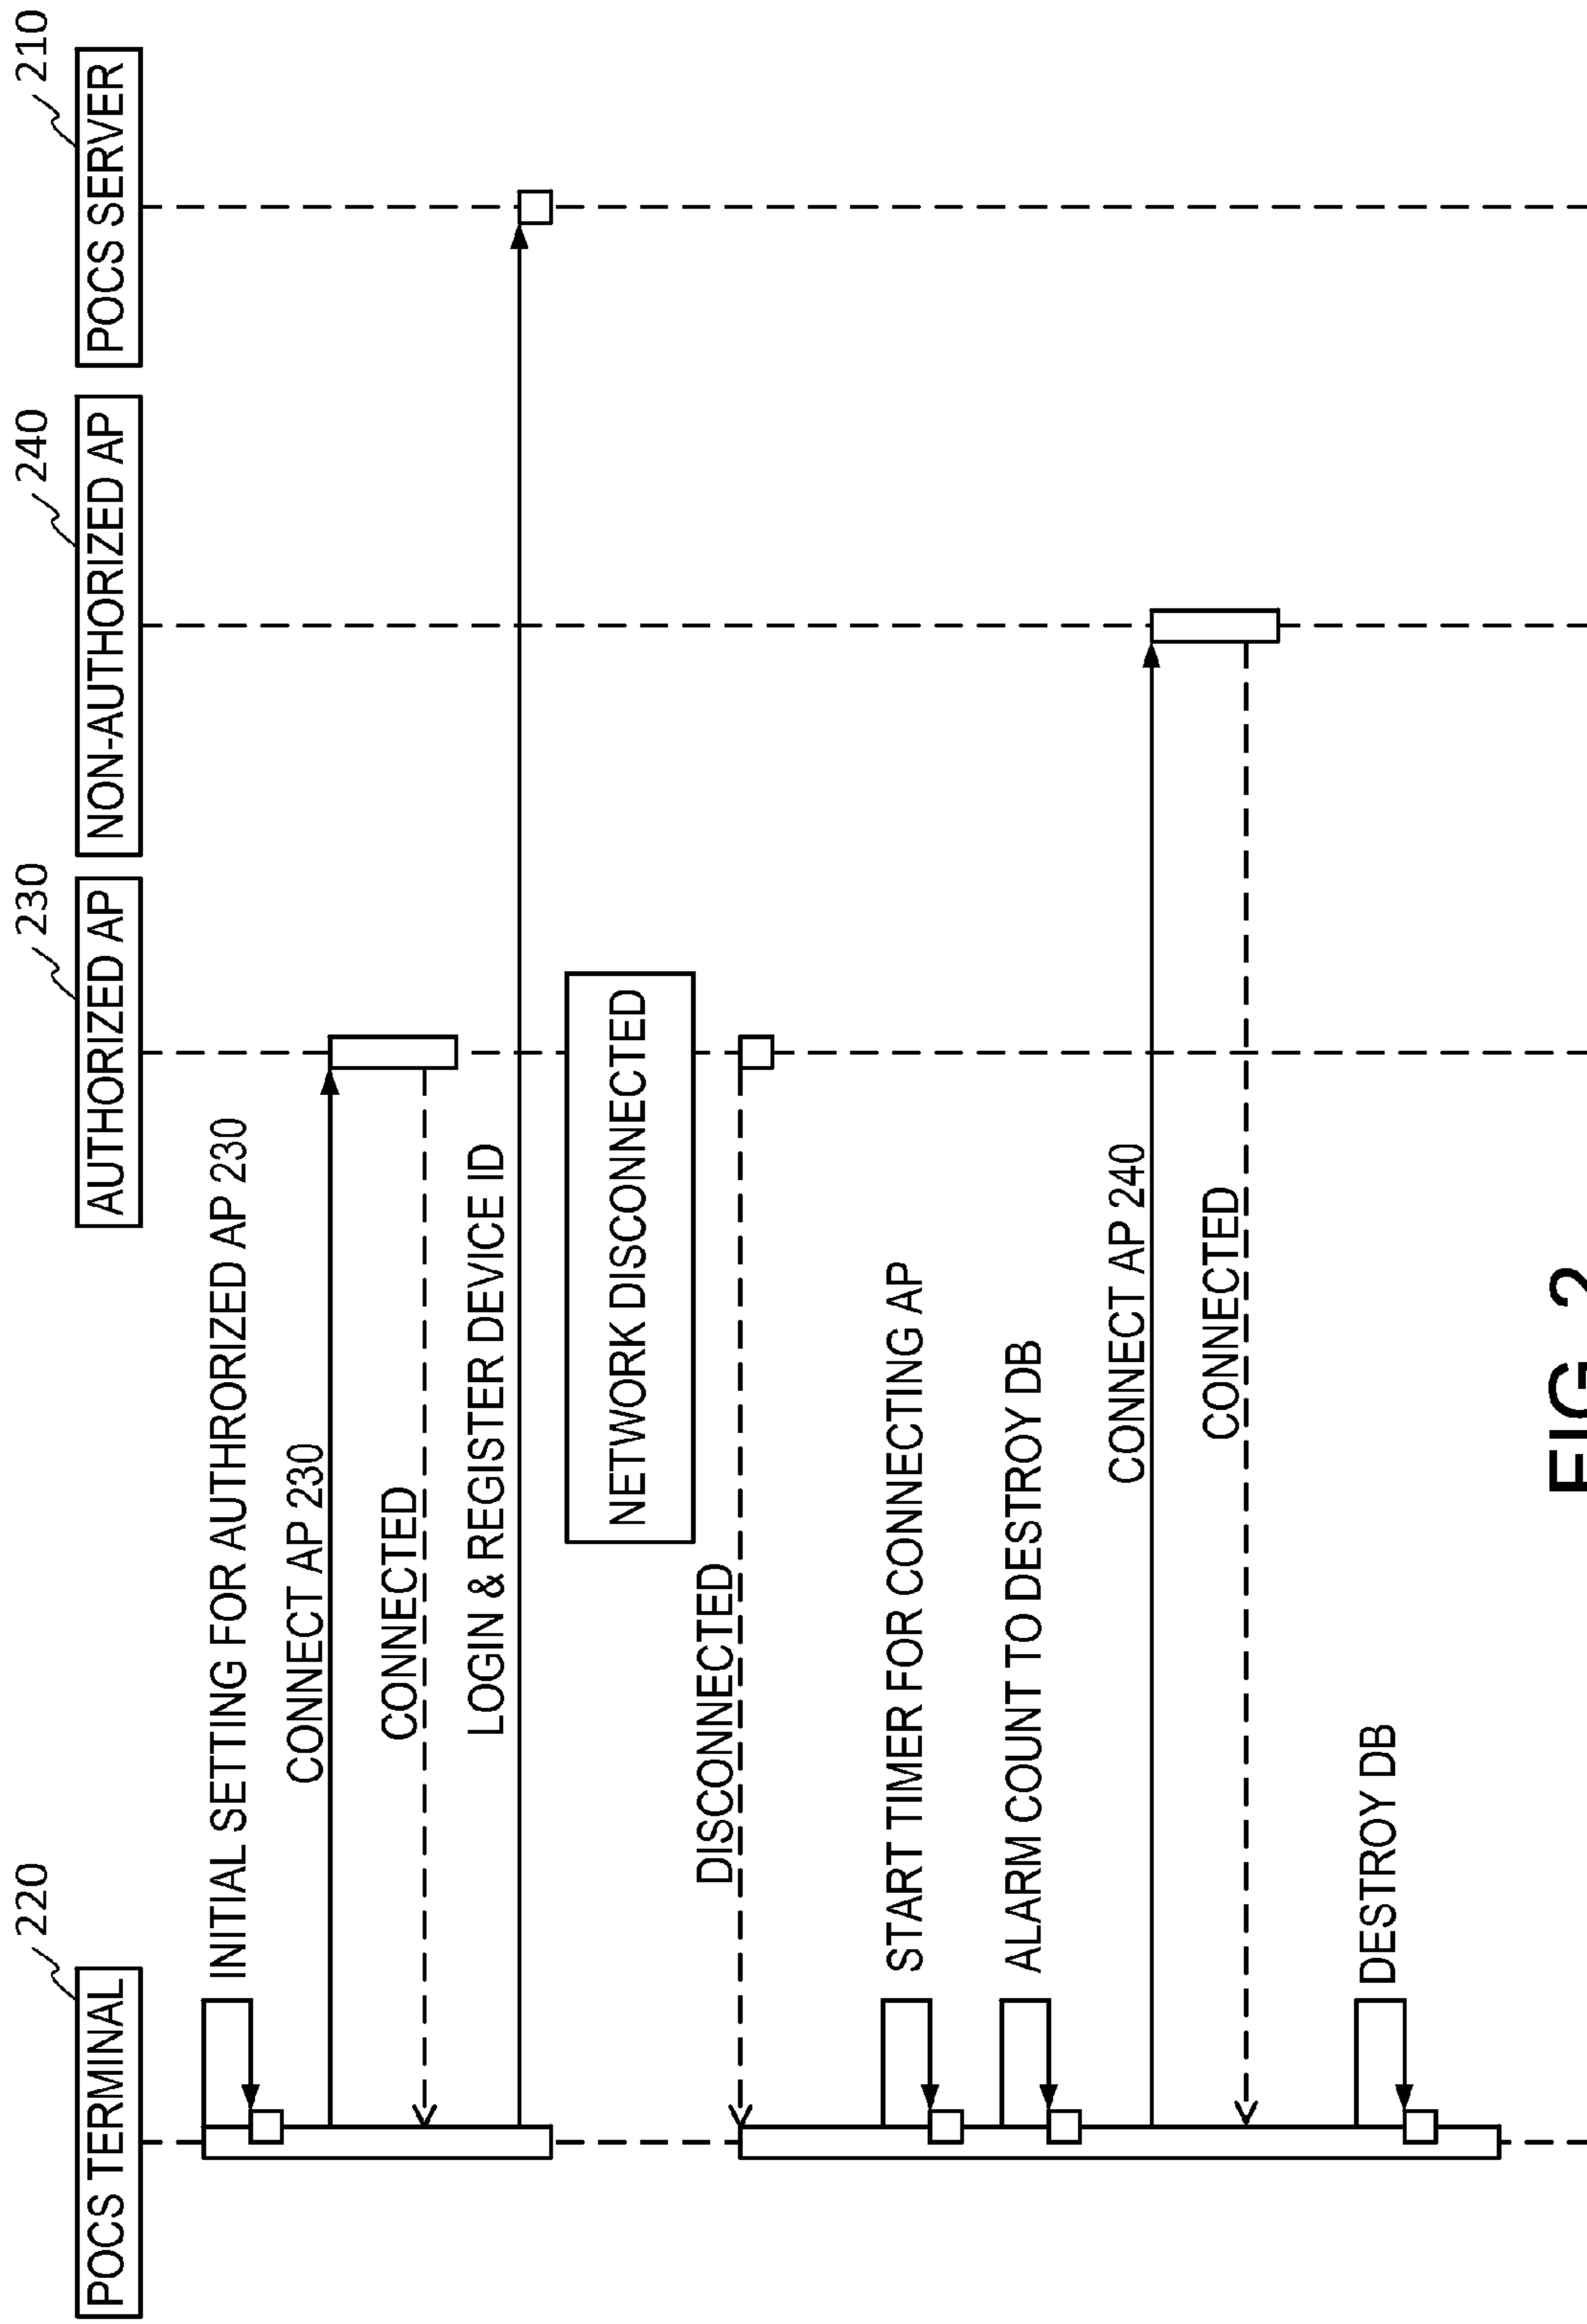 220
230
240
210
POCS TERMINAL
AUTHORIZED AP
NON-AUTHORIZED AP
POCS SERVER
INITIAL SETTING FOR AUTHRORIZED AP 230
CONNECT AP 230
CONNECTED
LOGIN & REGISTER DEVICE ID
NETWORK DISCONNECTED
DISCONNECTED
START TIMER FOR CONNECTING AP
ALARM COUNT TO DESTROY DB
CONNECT AP 240
CONNECTED
DESTROY DB
FIG. 2